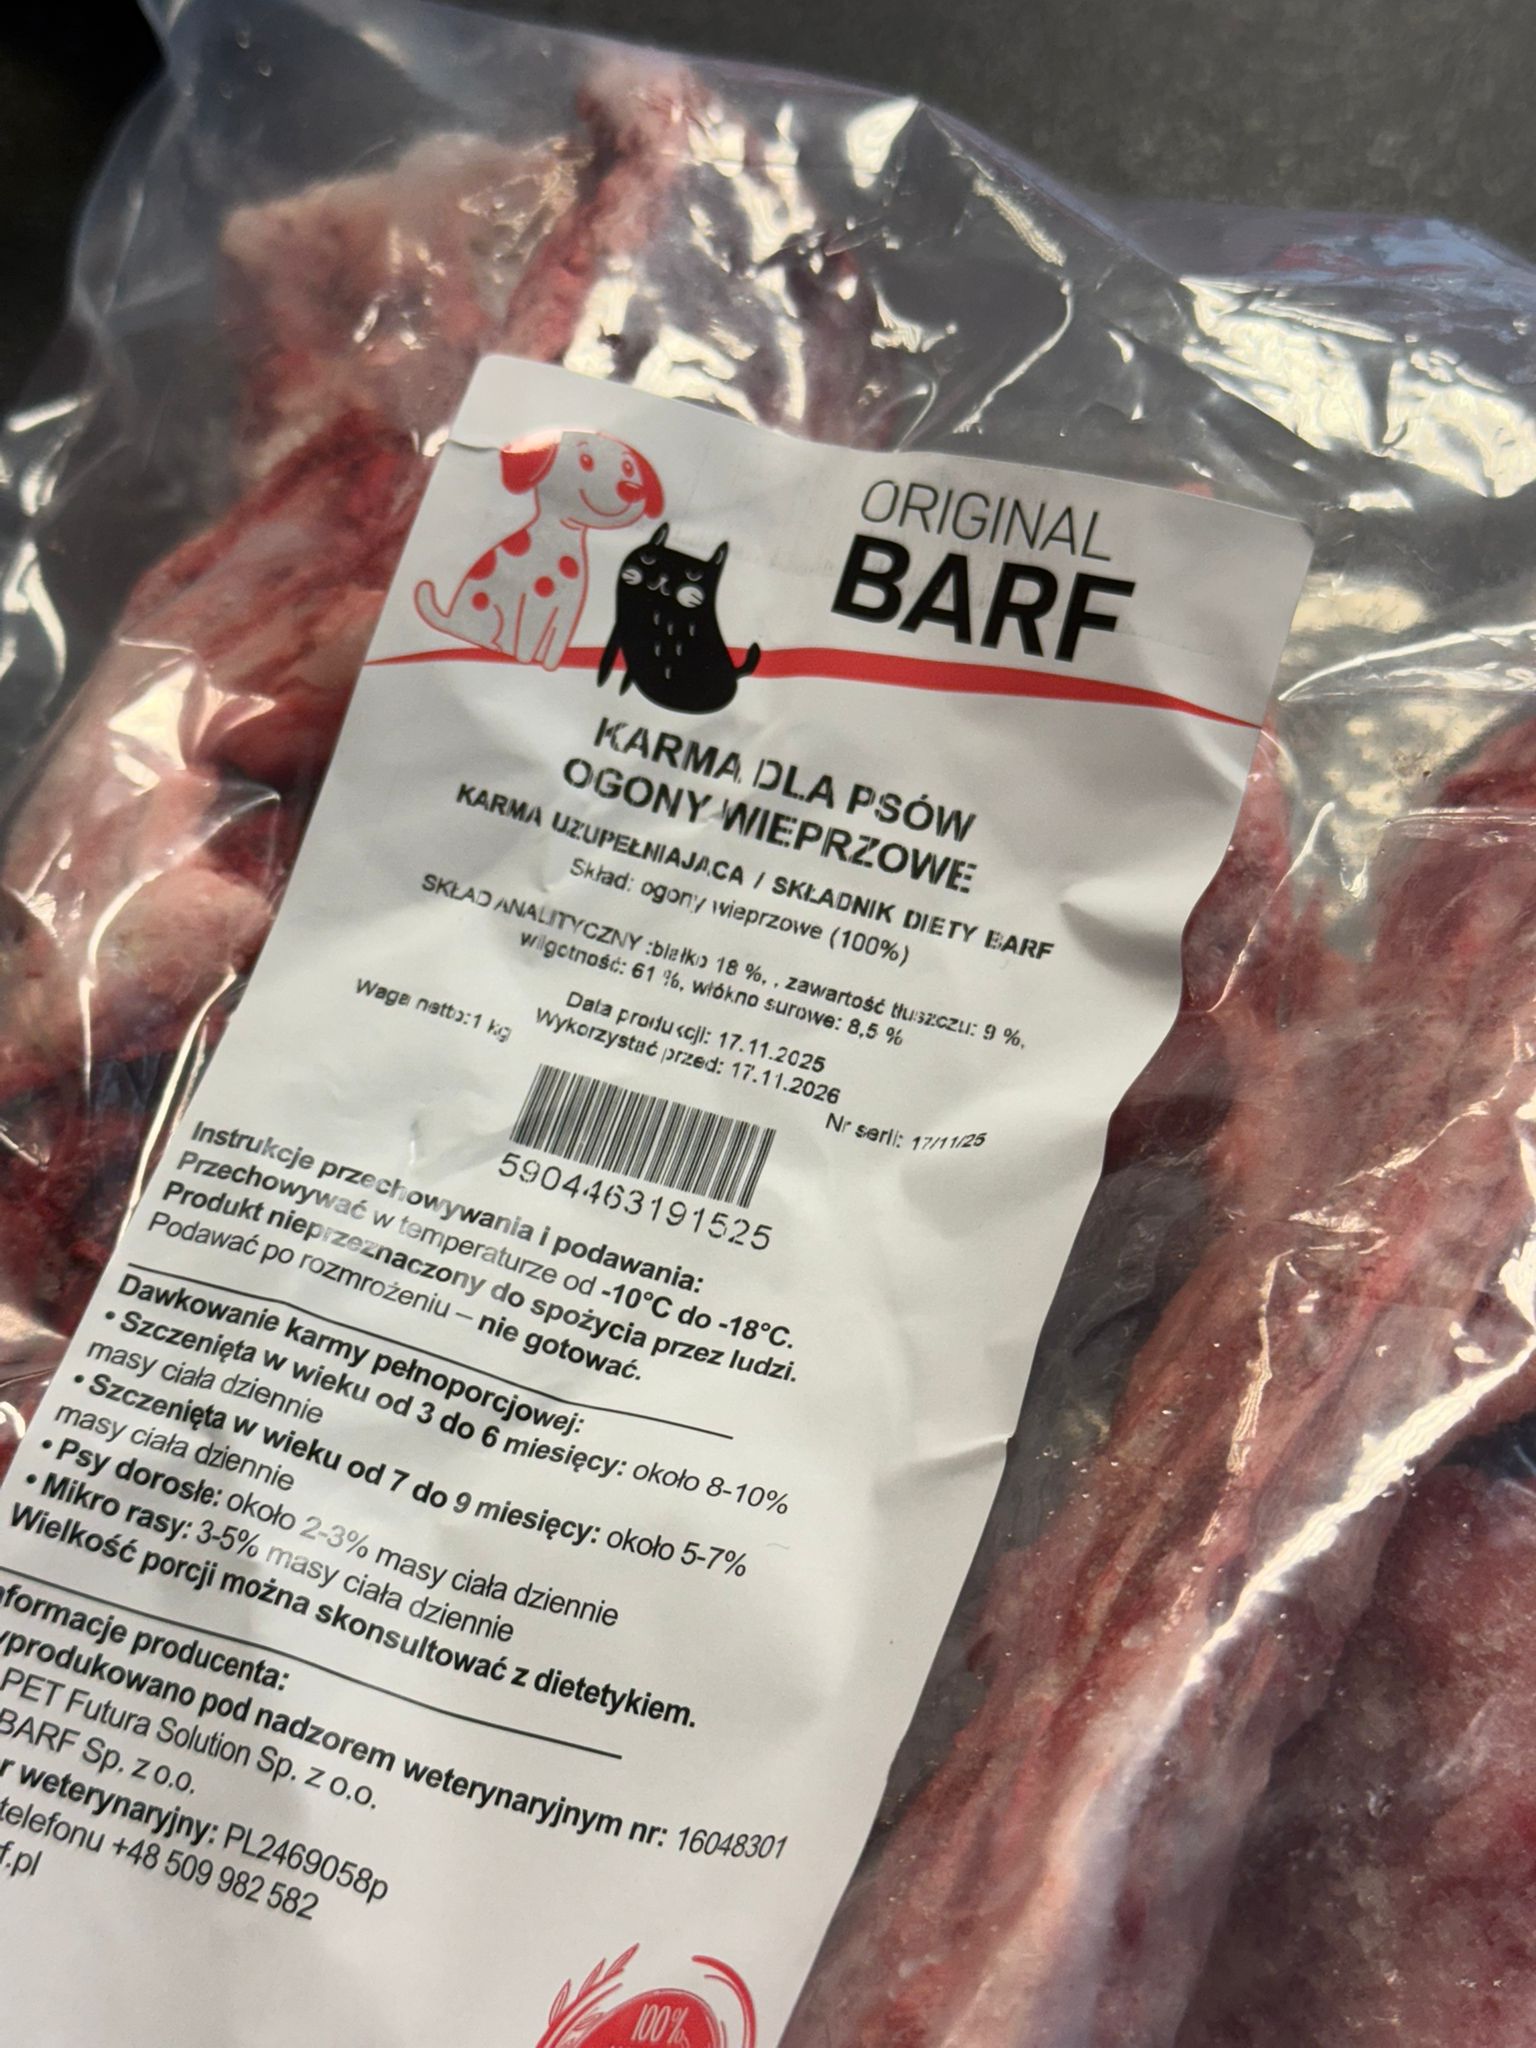 ORIGINAL
BARF
KARMA DLA PSÓW
OGONY WIEPRZOWE
KARMA UZUPEŁNIAJĄCA / SKŁADNIK DIETY BARF
Skład: ogony wieprzowe (100%)
SKŁAD ANALITYCZNY :białko 18 %, , zawartość tłuszczu: 9 %,
wilgotność: 61 %, włókno surowe: 8,5 %
Data produkcji: 17.11.2025
Waga netto:1 kg
Wykorzystać przed: 17.11.2026
Nr serii: 17/11/25
5904463191525
Instrukcje przechowywania i podawania:
Przechowywać w temperaturze od -10°C do -18°C.
Produkt nieprzeznaczony do spożycia przez ludzi.
Podawać po rozmrożeniu – nie gotować.
Dawkowanie karmy pełnoporcjowej:
• Szczenięta w wieku od 3 do 6 miesięcy: około 8-10%
masy ciała dziennie
• Szczenięta w wieku od 7 do 9 miesięcy: około 5-7%
masy ciała dziennie
• Psy dorosłe: około 2-3% masy ciała dziennie
• Mikro rasy: 3-5% masy ciała dziennie
Wielkość porcji można skonsultować z dietetykiem.
nformacje producenta:
yprodukowano pod nadzorem weterynaryjnym nr: 16048301
PET Futura Solution Sp. z o.o.
BARF Sp. z o.o.
r weterynaryjny: PL2469058p
telefonu +48 509 982 582
f.pl
100%